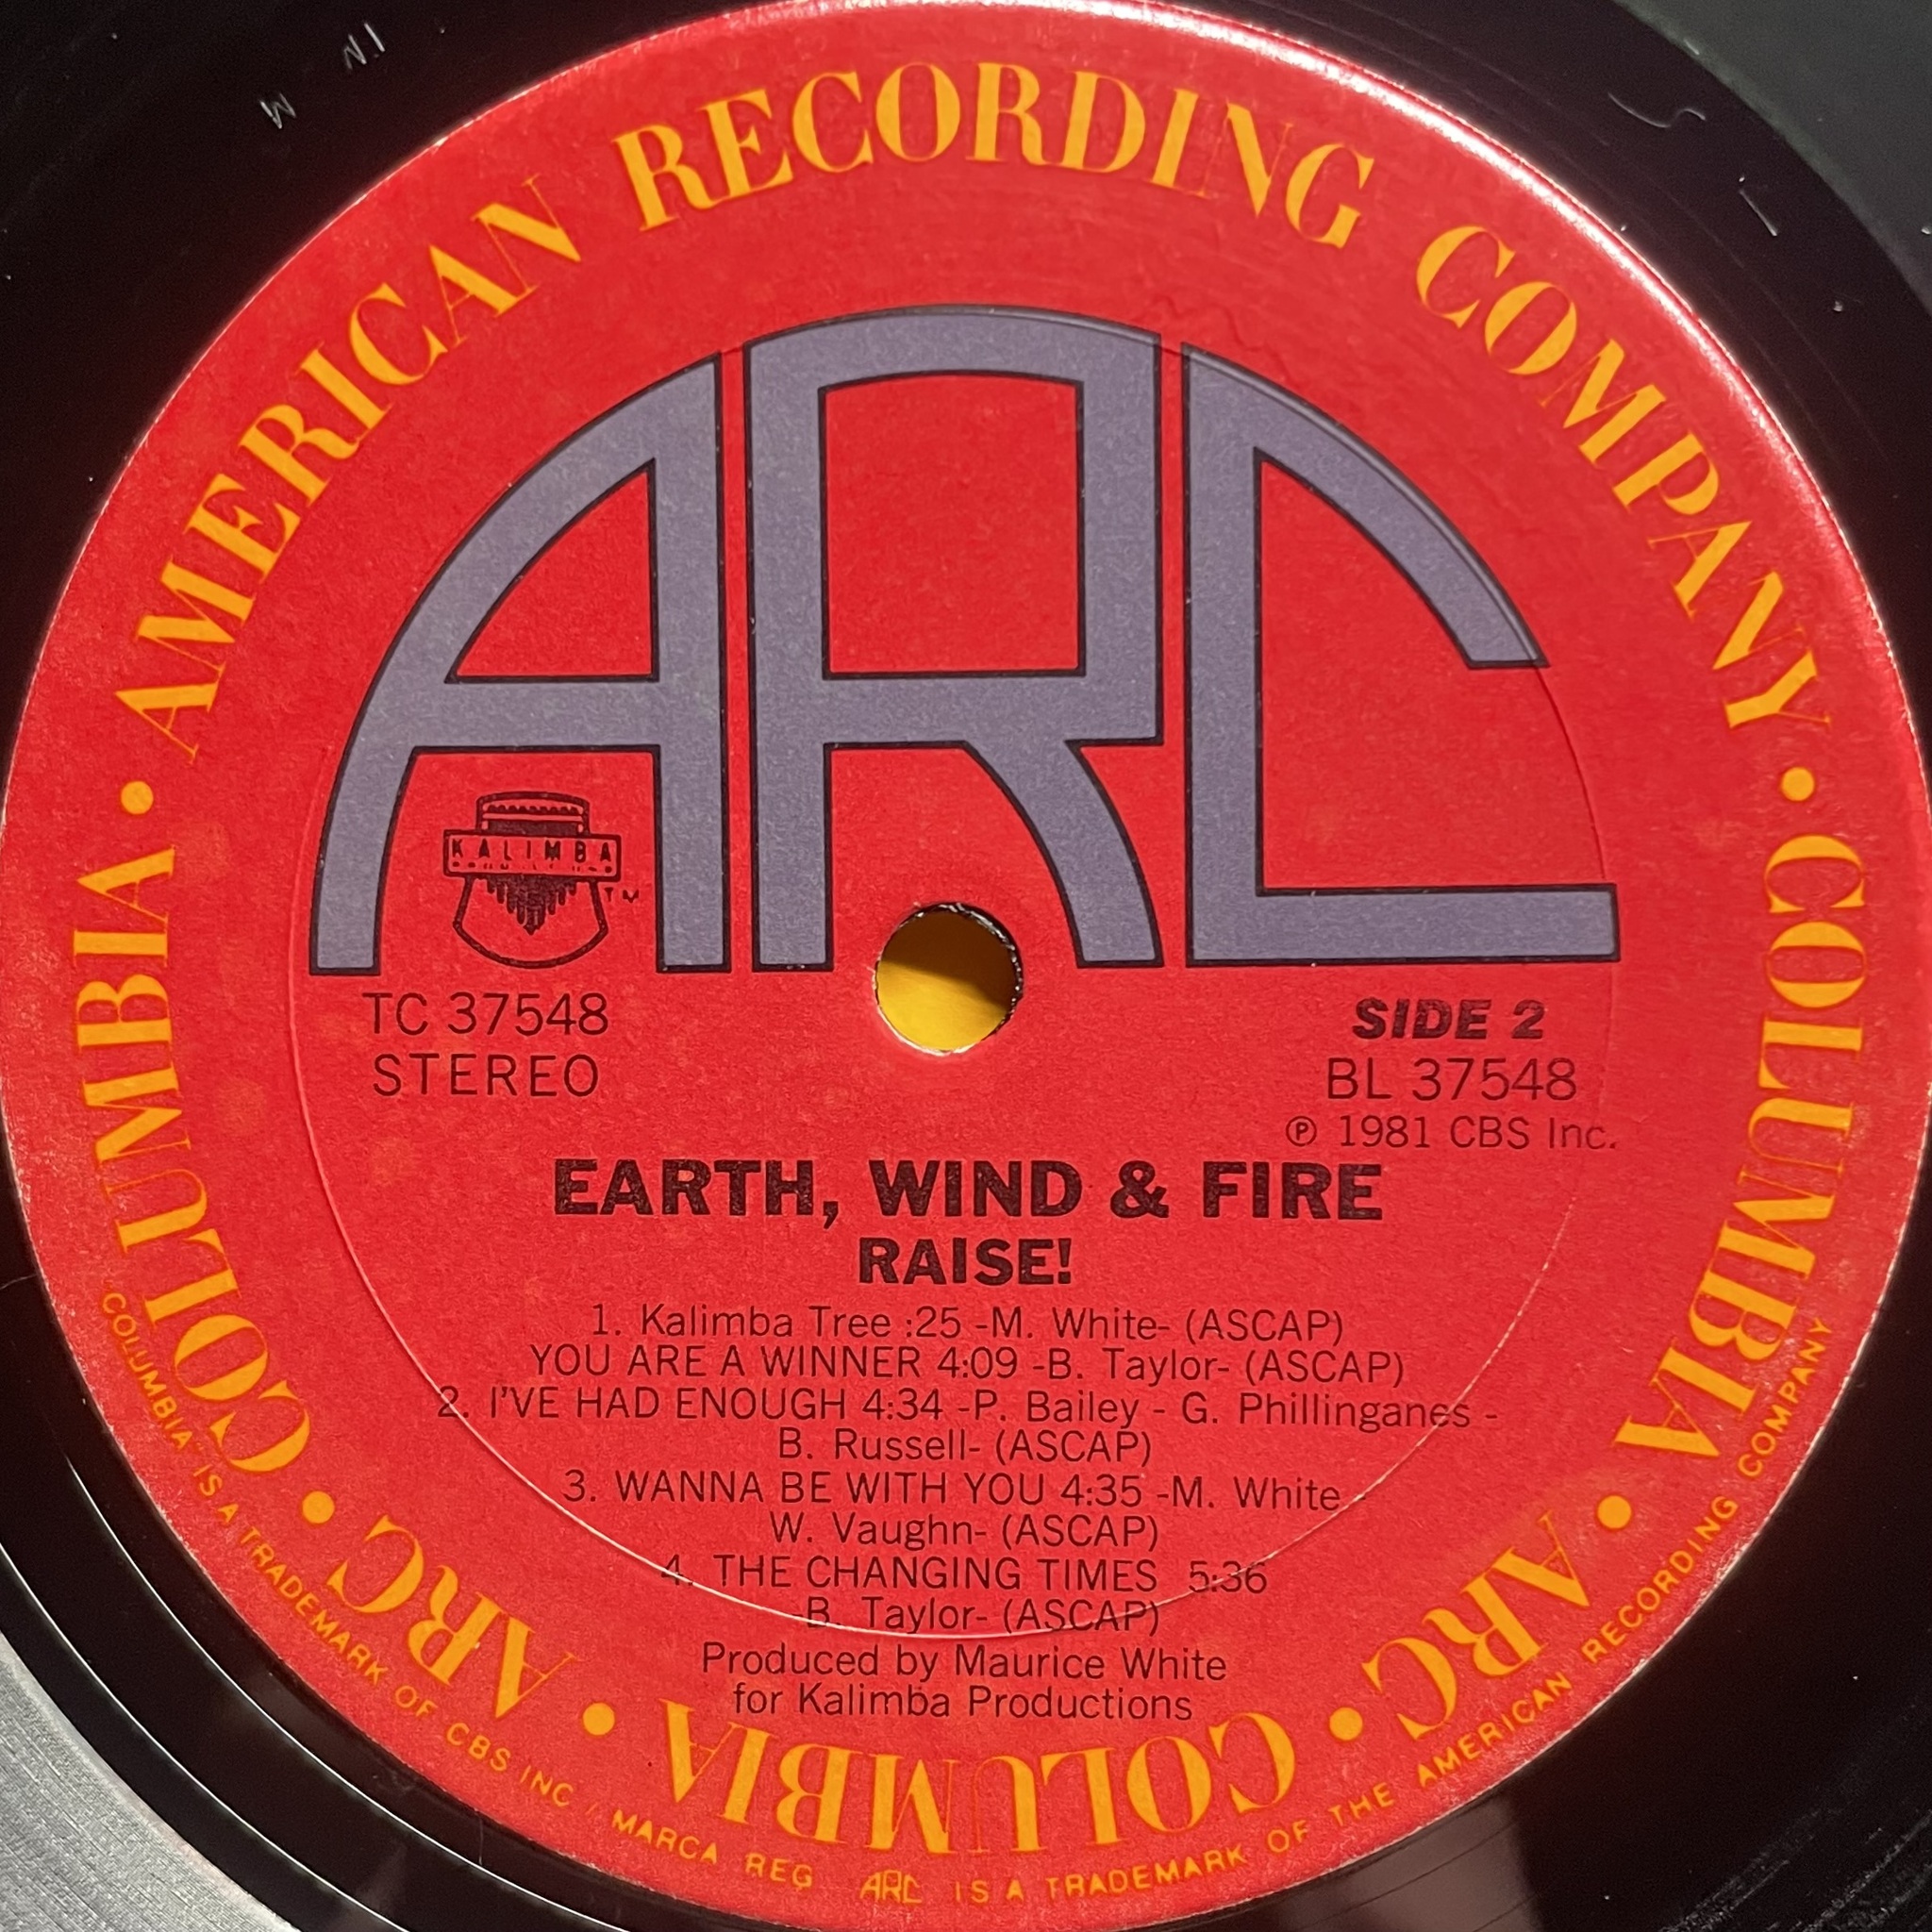 • AMERICAN RECORDING COMPANY • COLUMBIA • ARC • COLUMBIA • ARC • COLUMBIA
ARC
KALIMBA
TM
TC 37548
STEREO
SIDE 2
BL 37548
℗ 1981 CBS Inc.
EARTH, WIND & FIRE
RAISE!
1. Kalimba Tree :25 -M. White- (ASCAP)
YOU ARE A WINNER 4:09 -B. Taylor- (ASCAP)
2. I'VE HAD ENOUGH 4:34 -P. Bailey - G. Phillinganes -
B. Russell- (ASCAP)
3. WANNA BE WITH YOU 4:35 -M. White -
W. Vaughn- (ASCAP)
4. THE CHANGING TIMES 5:36
-B. Taylor- (ASCAP)
Produced by Maurice White
for Kalimba Productions
"COLUMBIA" IS A TRADEMARK OF CBS INC / MARCA REG ARC IS A TRADEMARK OF THE AMERICAN RECORDING COMPANY